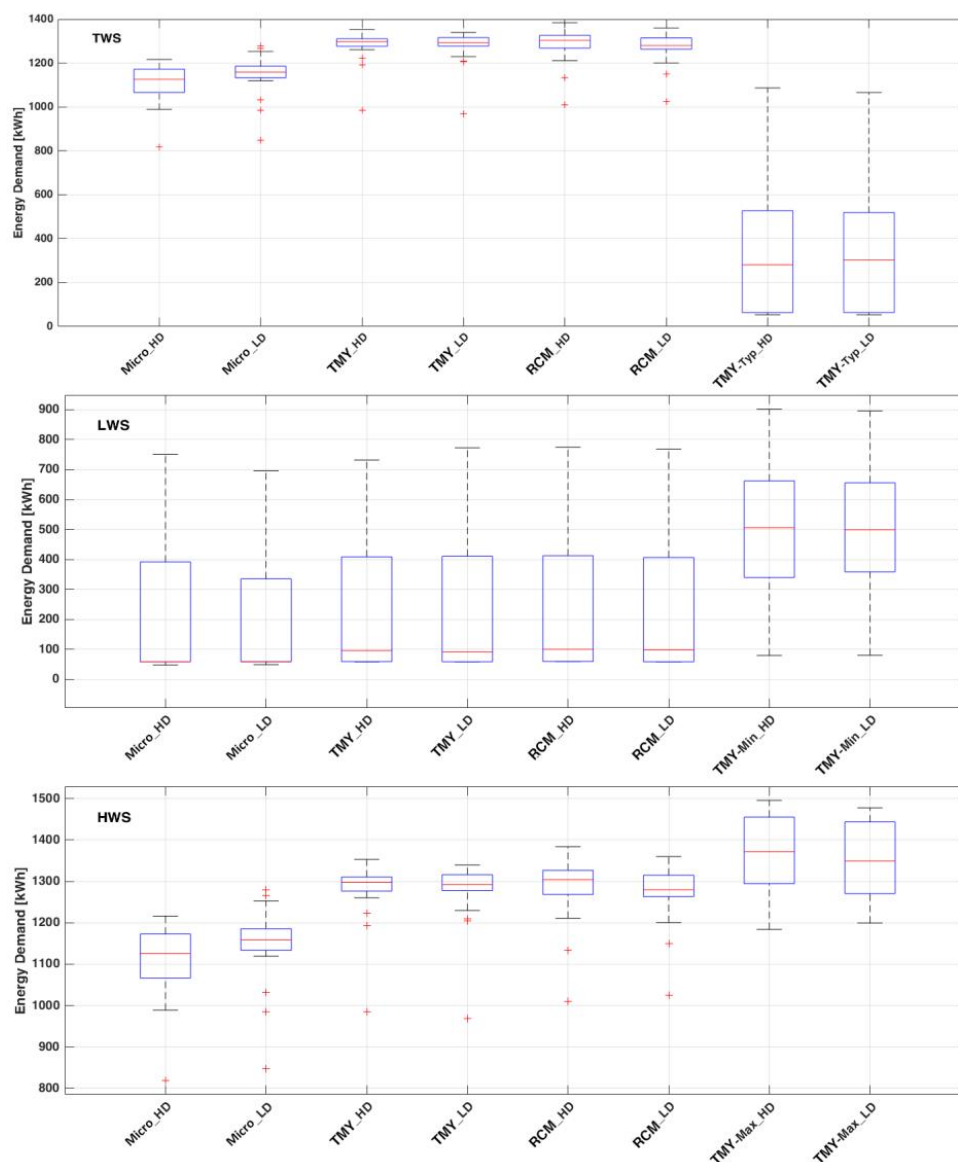 TWS
Energy Demand [kWh]
1400
1200
1000
800
600
400
200
0
Micro_HD
Micro_LD
TMY_HD
TMY_LD
RCM_HD
RCM_LD
TMY-Typ_HD
TMY-Typ_LD
LWS
Energy Demand [kWh]
900
800
700
600
500
400
300
200
100
0
Micro_HD
Micro_LD
TMY_HD
TMY_LD
RCM_HD
RCM_LD
TMY-Min_HD
TMY-Min_LD
HWS
Energy Demand [kWh]
1500
1400
1300
1200
1100
1000
900
800
Micro_HD
Micro_LD
TMY_HD
TMY_LD
RCM_HD
RCM_LD
TMY-Max_HD
TMY-Max_LD